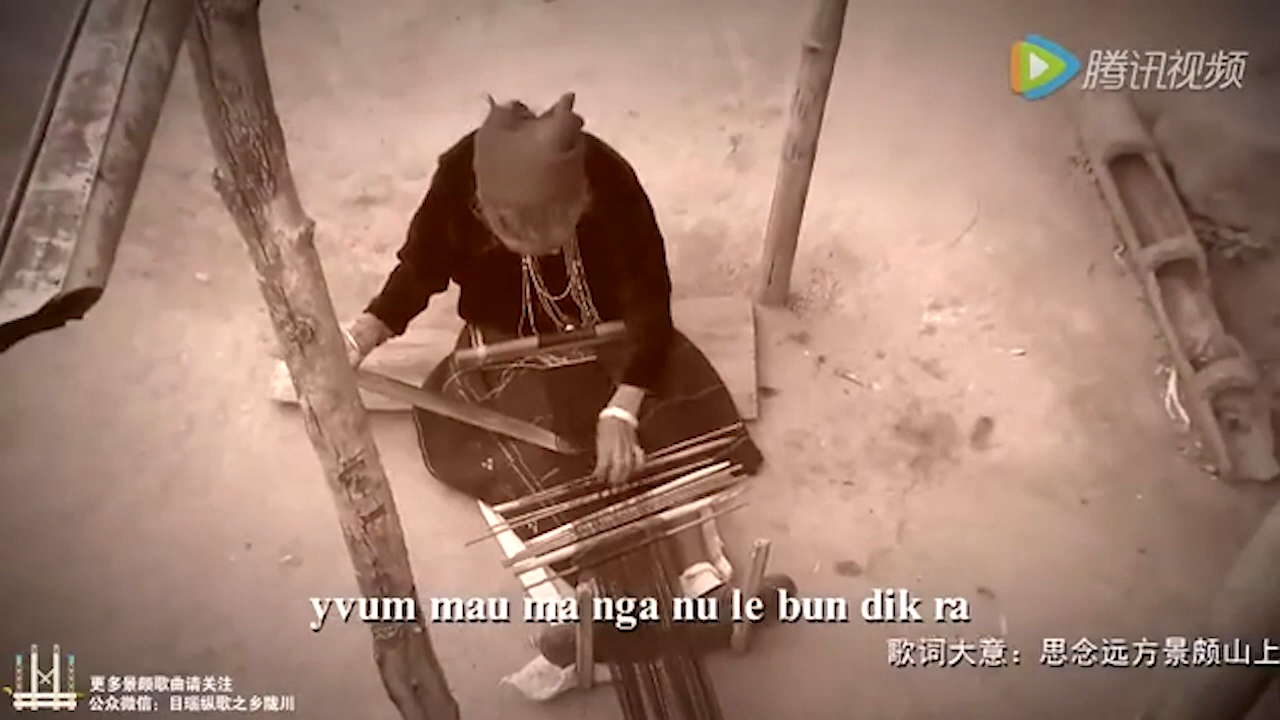 腾讯视频
yvum mau ma nga nu le bun dik ra
歌词大意：思念远方景颇山上
更多景颇歌曲请关注
公众微信：目瑙纵歌之乡陇川